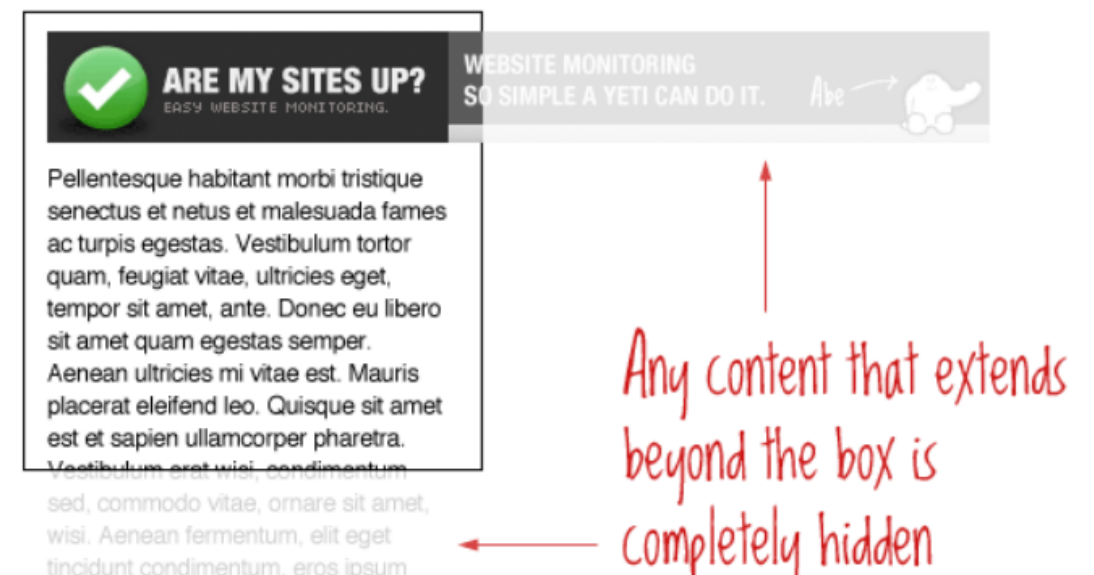 ARE MY SITES UP?
EASY WEBSITE MONITORING.
WEBSITE MONITORING
SO SIMPLE A YETI CAN DO IT.
Abe
Pellentesque habitant morbi tristique
senectus et netus et malesuada fames
ac turpis egestas. Vestibulum tortor
quam, feugiat vitae, ultricies eget,
tempor sit amet, ante. Donec eu libero
sit amet quam egestas semper.
Aenean ultricies mi vitae est. Mauris
placerat eleifend leo. Quisque sit amet
est et sapien ullamcorper pharetra.
Vestibulum erat wisi, condimentum
sed, commodo vitae, ornare sit amet,
wisi. Aenean fermentum, elit eget
tincidunt condimentum, eros ipsum
Any content that extends
beyond the box is
completely hidden